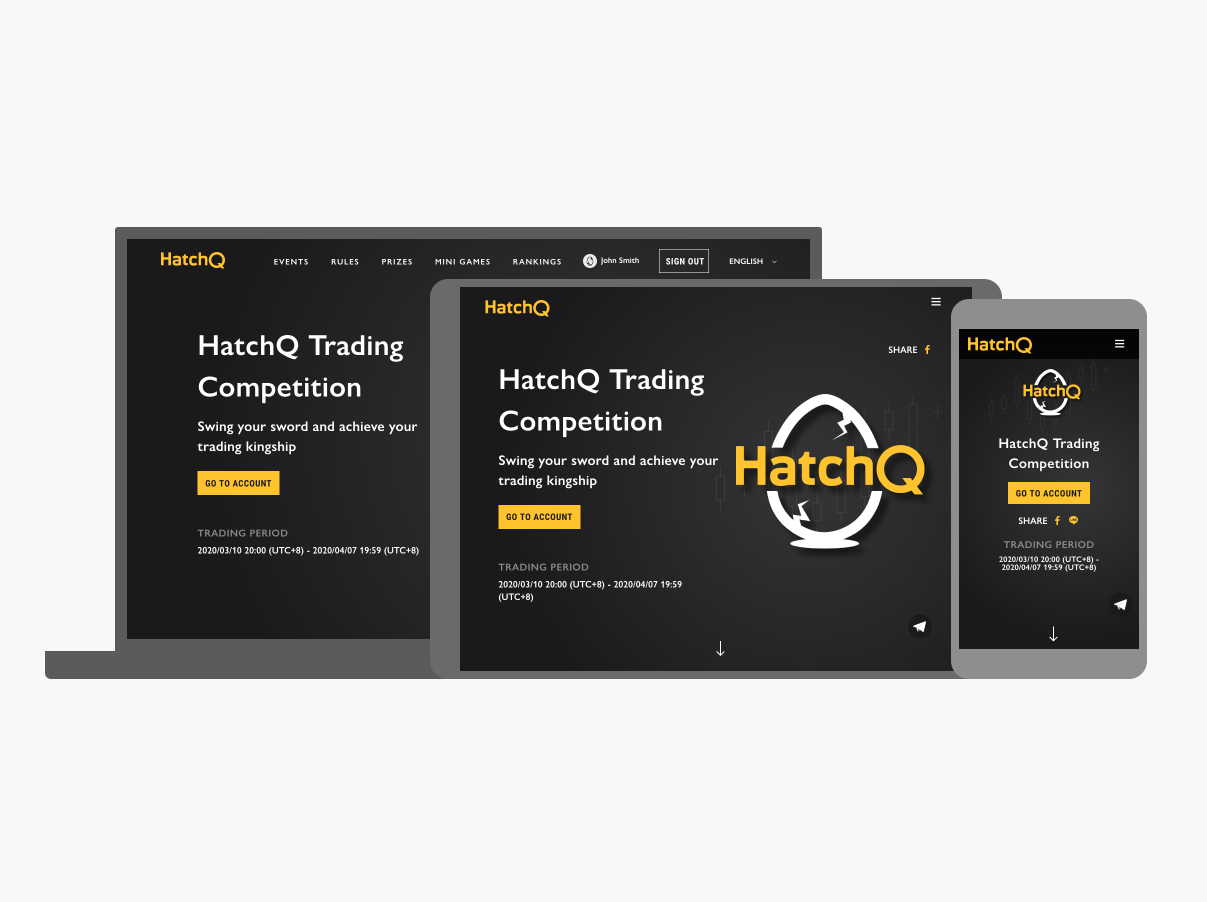 HatchQ EVENTS RULES PRIZES MINI GAMES RANKINGS John Smith SIGN OUT ENGLISH
HatchQ Trading
Competition
Swing your sword and achieve your
trading kingship
GO TO ACCOUNT
TRADING PERIOD
2020/03/10 20:00 (UTC+8) - 2020/04/07 19:59 (UTC+8)
HatchQ
SHARE
HatchQ Trading
Competition
Swing your sword and achieve your
trading kingship
GO TO ACCOUNT
TRADING PERIOD
2020/03/10 20:00 (UTC+8) - 2020/04/07 19:59
(UTC+8)
HatchQ
HatchQ
HatchQ
HatchQ Trading
Competition
GO TO ACCOUNT
SHARE
TRADING PERIOD
2020/03/10 20:00 (UTC+8) -
2020/04/07 19:59 (UTC+8)